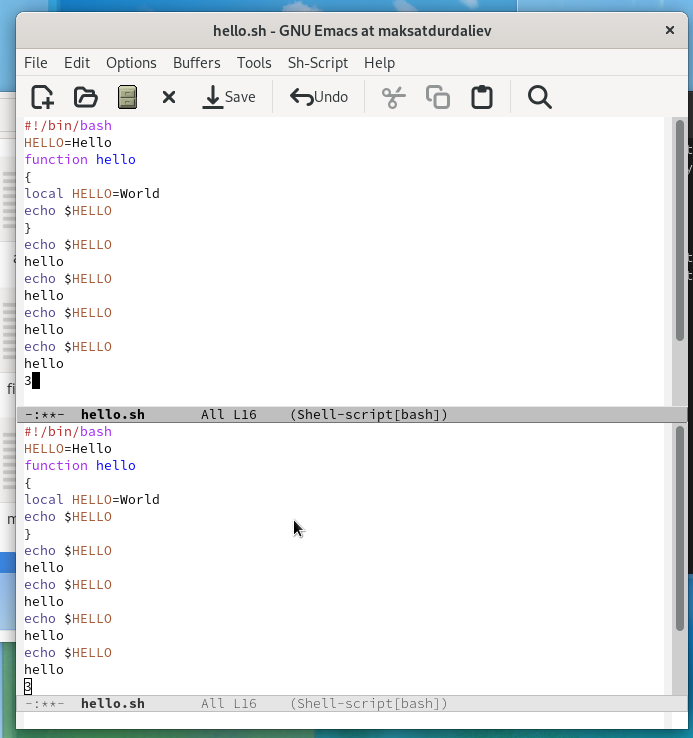 hello.sh - GNU Emacs at maksatdurdaliev
File Edit Options Buffers Tools Sh-Script Help
Save Undo
#!/bin/bash
HELLO=Hello
function hello
{
local HELLO=World
echo $HELLO
}
echo $HELLO
hello
echo $HELLO
hello
echo $HELLO
hello
echo $HELLO
hello
3
-:**- hello.sh All L16 (Shell-script[bash])
#!/bin/bash
HELLO=Hello
function hello
{
local HELLO=World
echo $HELLO
}
echo $HELLO
hello
echo $HELLO
hello
echo $HELLO
hello
echo $HELLO
hello
3
-:**- hello.sh All L16 (Shell-script[bash])